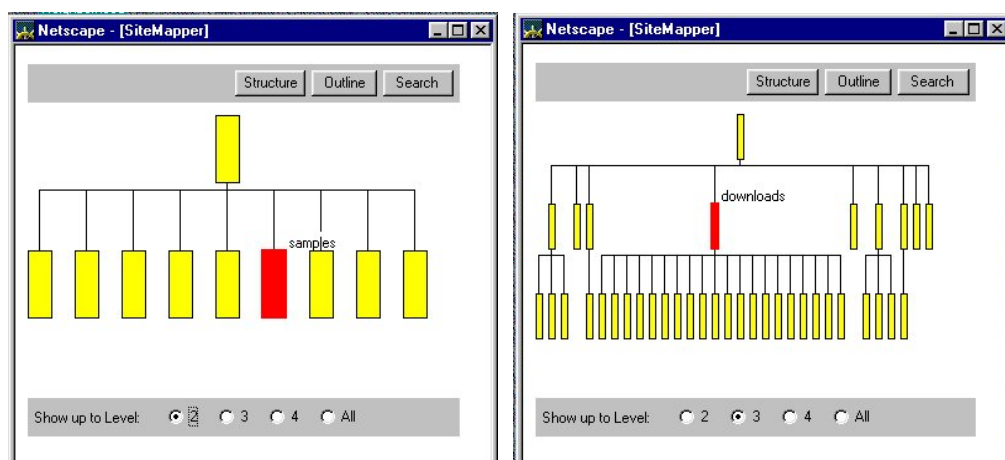 Netscape - [SiteMapper]
Structure Outline Search
samples
Show up to Level: 2 3 4 All
Netscape - [SiteMapper]
Structure Outline Search
downloads
Show up to Level: 2 3 4 All